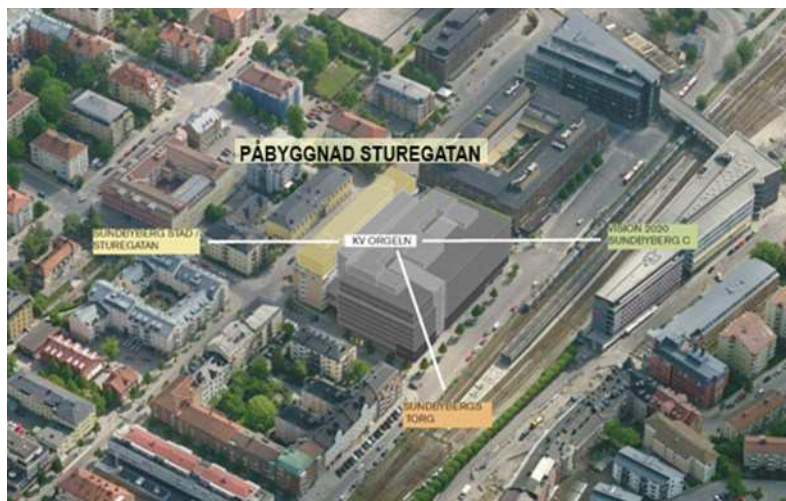 PÅBYGGNAD STUREGATAN
SUNDBYBERG STAD /
STUREGATAN
KV ORGELN
VISION 2020
SUNDBYBERG C
SUNDBYBERGS
TORG